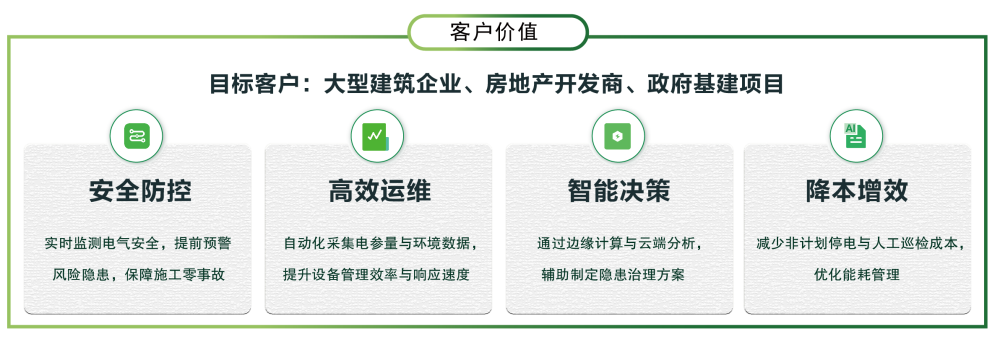 客户价值
目标客户：大型建筑企业、房地产开发商、政府基建项目
安全防控
实时监测电气安全，提前预警
风险隐患，保障施工零事故
高效运维
自动化采集电参量与环境数据，
提升设备管理效率与响应速度
智能决策
通过边缘计算与云端分析，
辅助制定隐患治理方案
AI
降本增效
减少非计划停电与人工巡检成本，
优化能耗管理